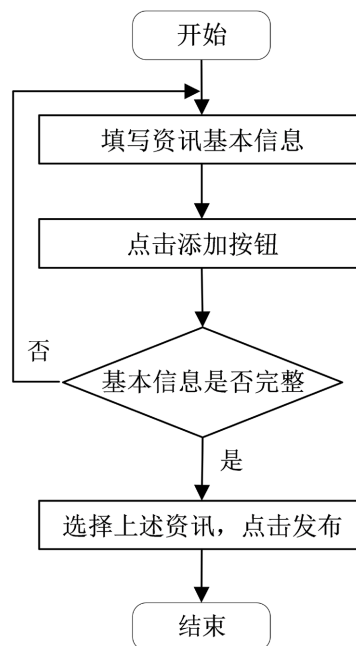 开始
填写资讯基本信息
点击添加按钮
否
基本信息是否完整
是
选择上述资讯，点击发布
结束